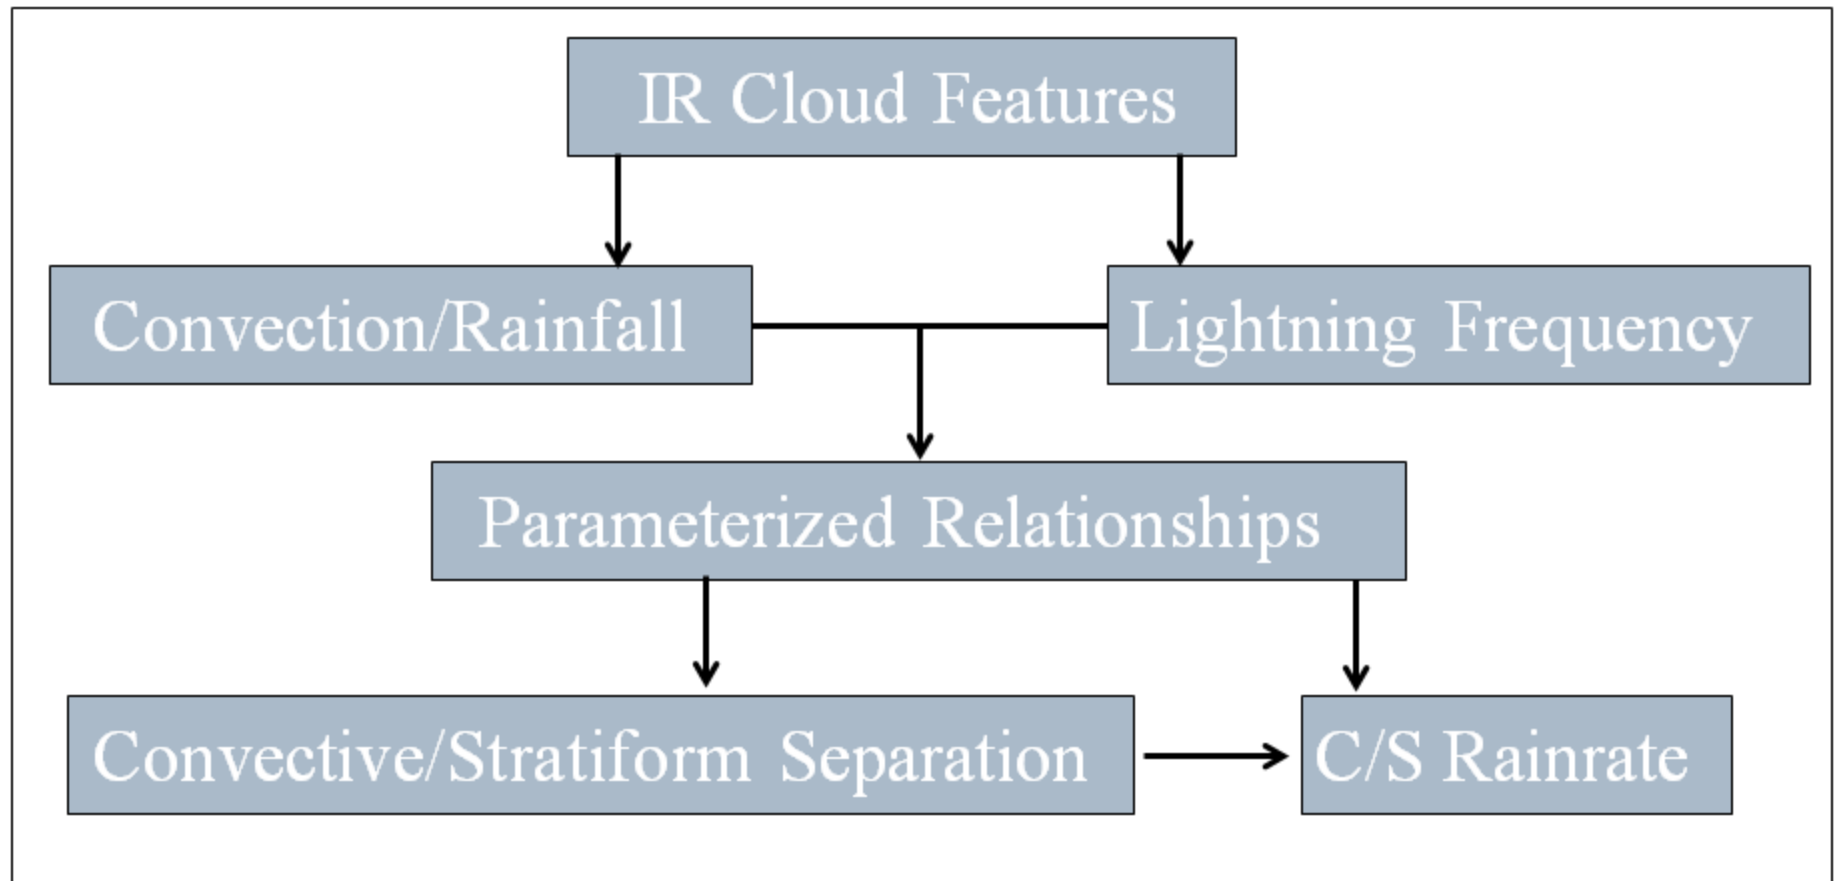 IR Cloud Features
Convection/Rainfall
Lightning Frequency
Parameterized Relationships
Convective/Stratiform Separation
C/S Rainrate